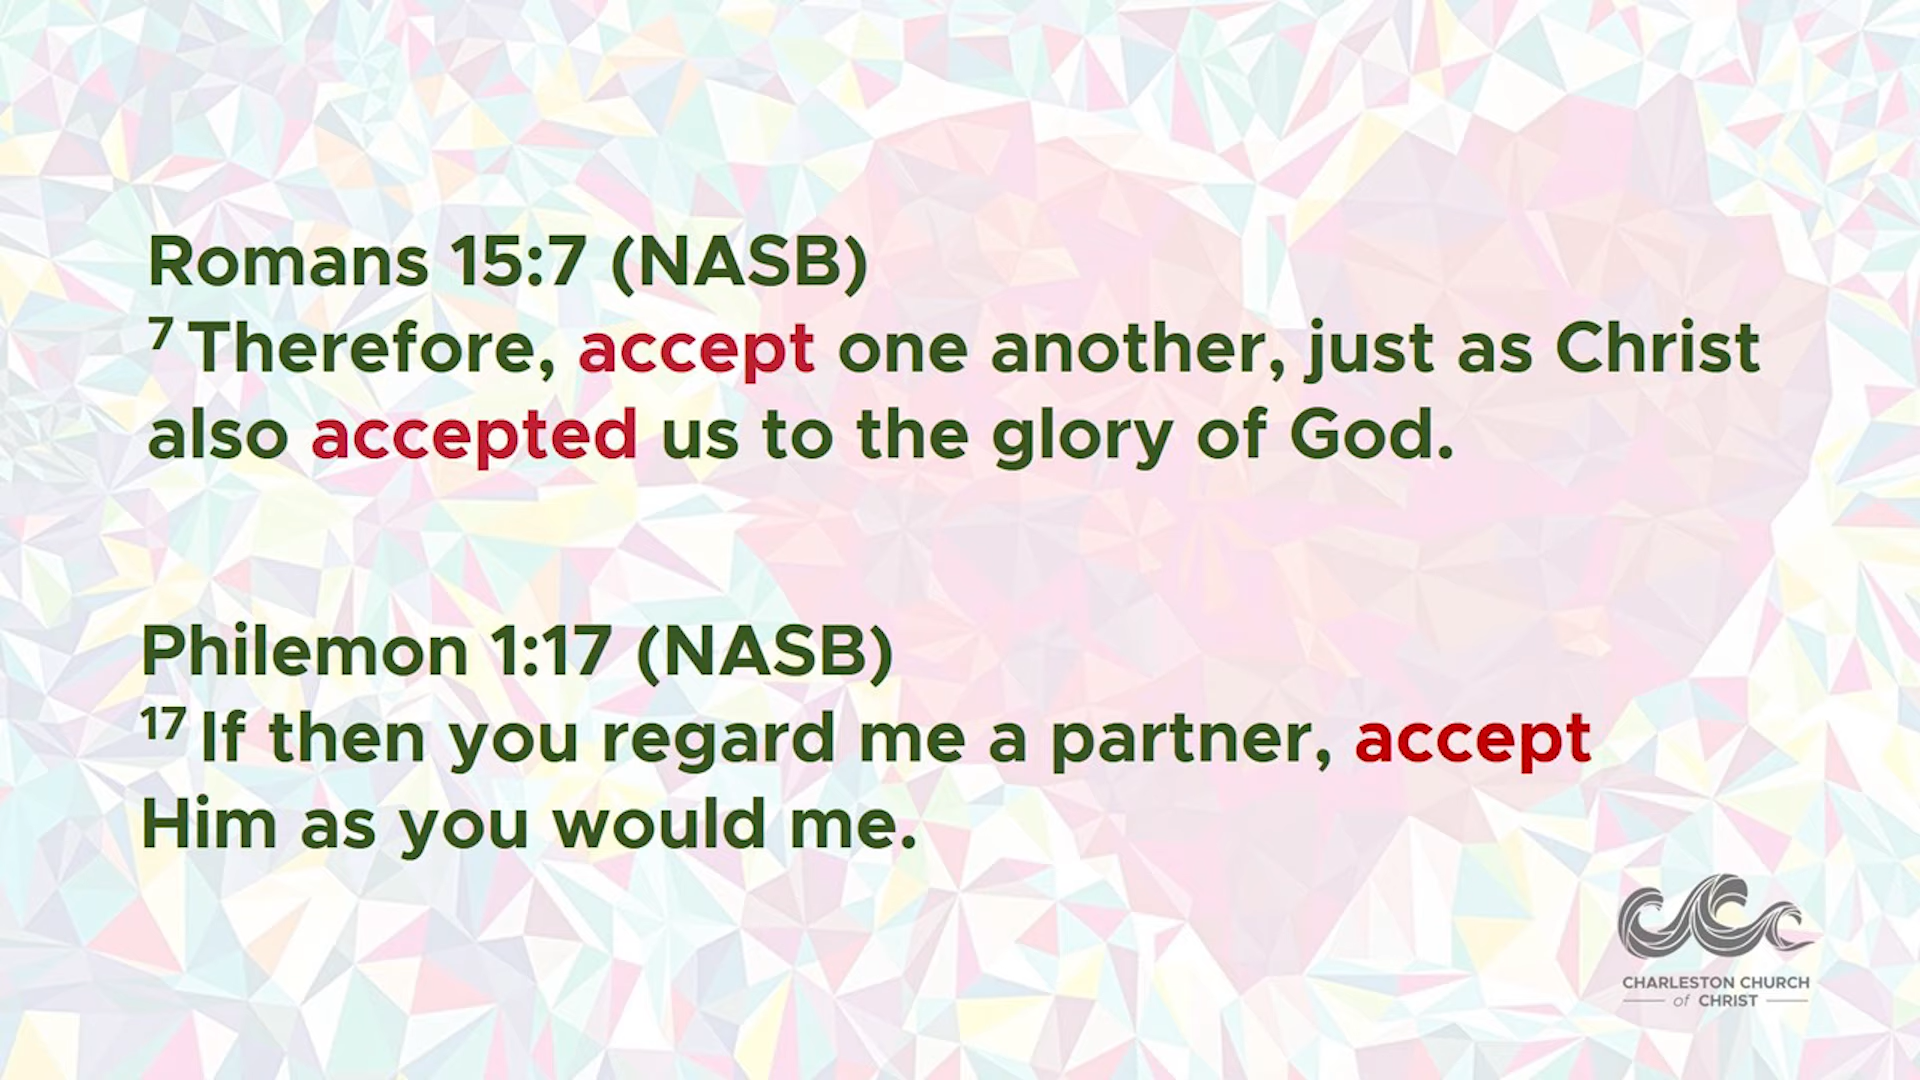 Romans 15:7 (NASB)
7 Therefore, accept one another, just as Christ
also accepted us to the glory of God.
Philemon 1:17 (NASB)
17 If then you regard me a partner, accept
Him as you would me.
CHARLESTON CHURCH
of CHRIST